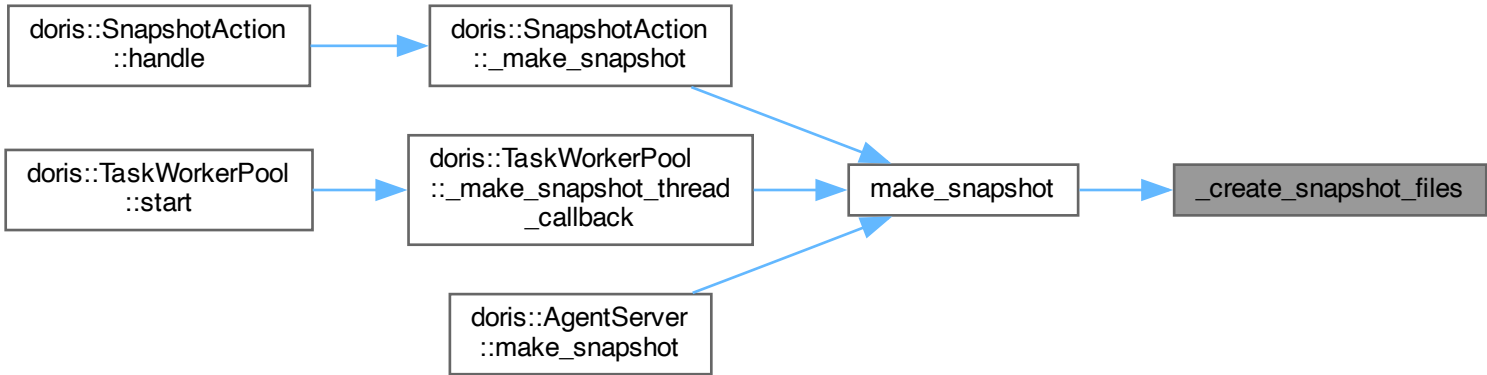 doris::SnapshotAction
::handle
doris::SnapshotAction
::_make_snapshot
doris::TaskWorkerPool
::start
doris::TaskWorkerPool
::_make_snapshot_thread
_callback
make_snapshot
_create_snapshot_files
doris::AgentServer
::make_snapshot